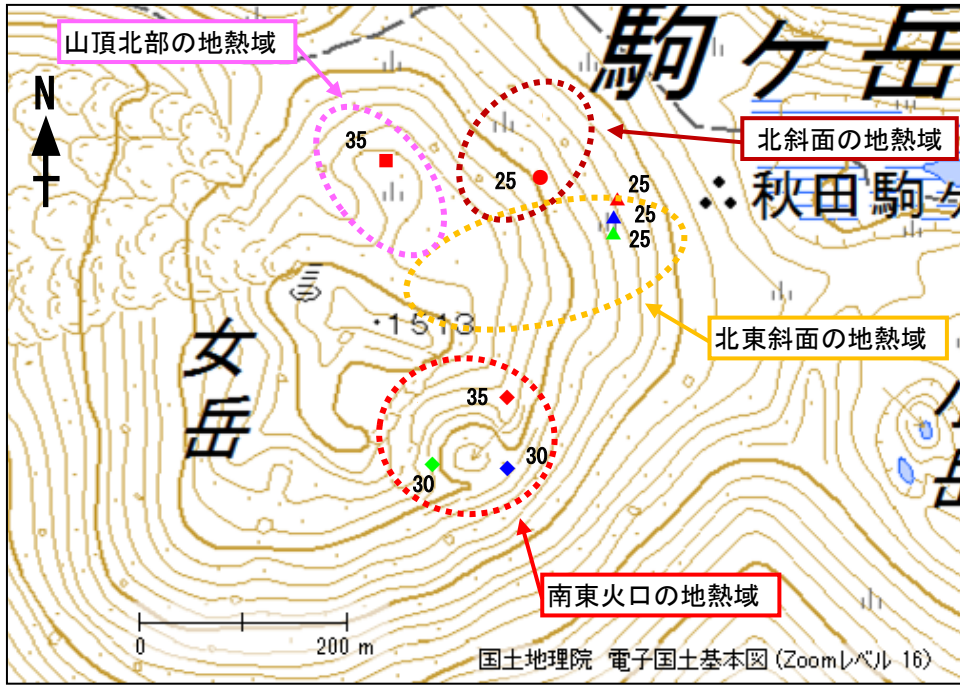 山頂北部の地熱域
駒ヶ岳
N
35
北斜面の地熱域
25
25
25
25
秋田駒ヶ
・1513
北東斜面の地熱域
女岳
35
30
30
岳
南東火口の地熱域
0
200 m
国土地理院 電子国土基本図(Zoomレベル 16)